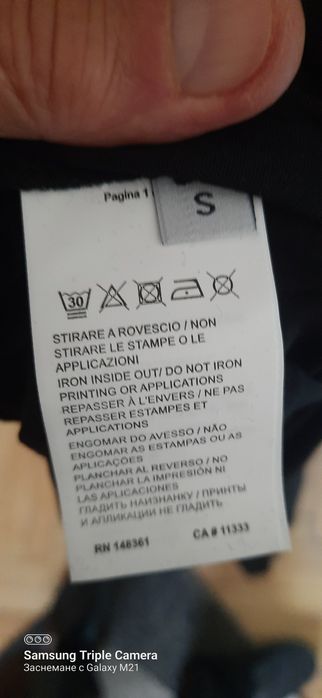 Pagina 1
S
30
STIRARE A ROVESCIO / NON
STIRARE LE STAMPE O LE
APPLICAZIONI
IRON INSIDE OUT/ DO NOT IRON
PRINTING OR APPLICATIONS
REPASSER À L'ENVERS / NE PAS
REPASSER ESTAMPES ET
APPLICATIONS
ENGOMAR DO AVESSO / NÃO
ENGOMAR AS ESTAMPAS OU AS
APLICAÇÕES
PLANCHAR AL REVERSO / NO
PLANCHAR LA IMPRESIÓN NI
LAS APLICACIONES
ГЛАДИТЬ НАИЗНАНКУ / ПРИНТЫ
И АППЛИКАЦИИ НЕ ГЛАДИТЬ
RN 148361 CA # 11333
Samsung Triple Camera
Заснемане с Galaxy M21